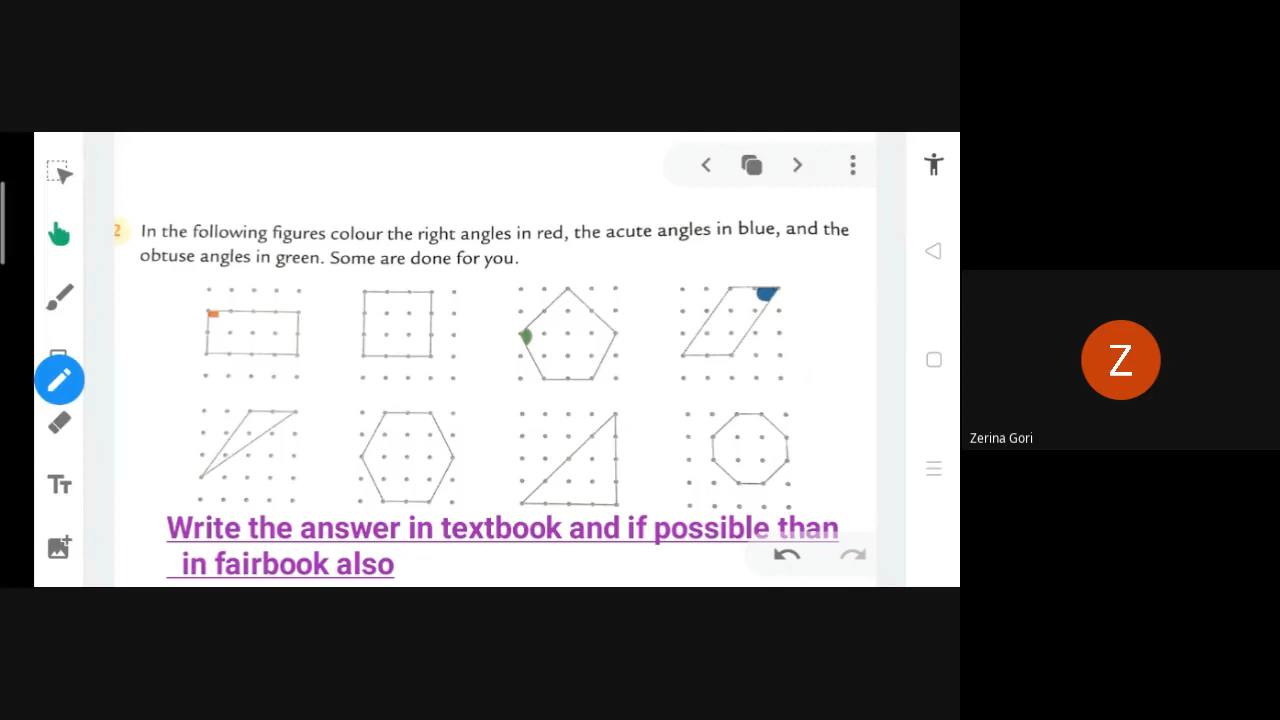 2 In the following figures colour the right angles in red, the acute angles in blue, and the
obtuse angles in green. Some are done for you.
Write the answer in textbook and if possible than
in fairbook also
Tт
Z
Zerina Gori